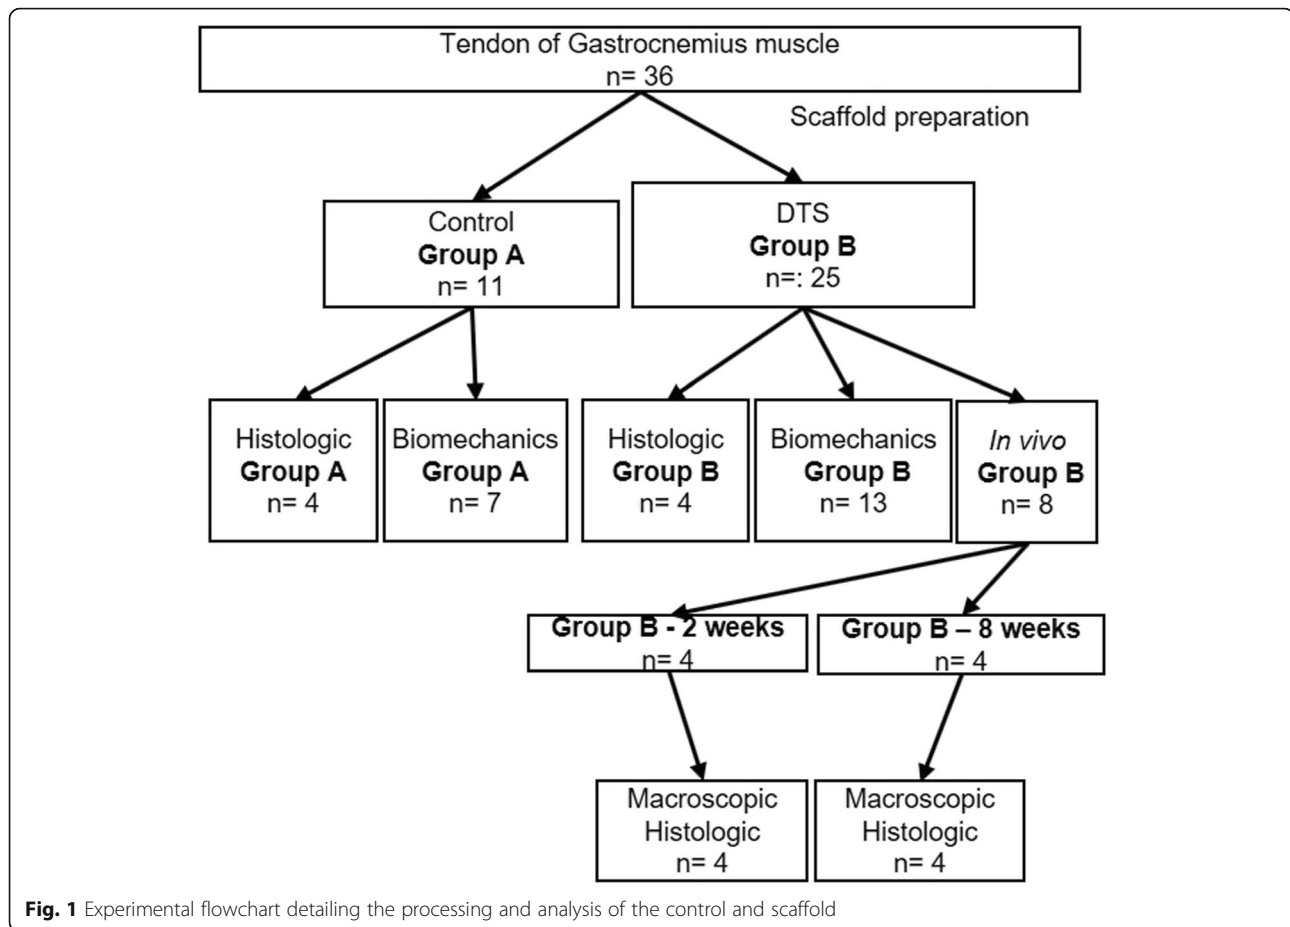 Tendon of Gastrocnemius muscle
n= 36
Scaffold preparation
Control
Group A
n= 11
DTS
Group B
n=: 25
Histologic
Group A
n= 4
Biomechanics
Group A
n= 7
Histologic
Group B
n= 4
Biomechanics
Group B
n= 13
In vivo
Group B
n= 8
Group B - 2 weeks
n= 4
Group B – 8 weeks
n= 4
Macroscopic
Histologic
n= 4
Macroscopic
Histologic
n= 4
Fig. 1 Experimental flowchart detailing the processing and analysis of the control and scaffold